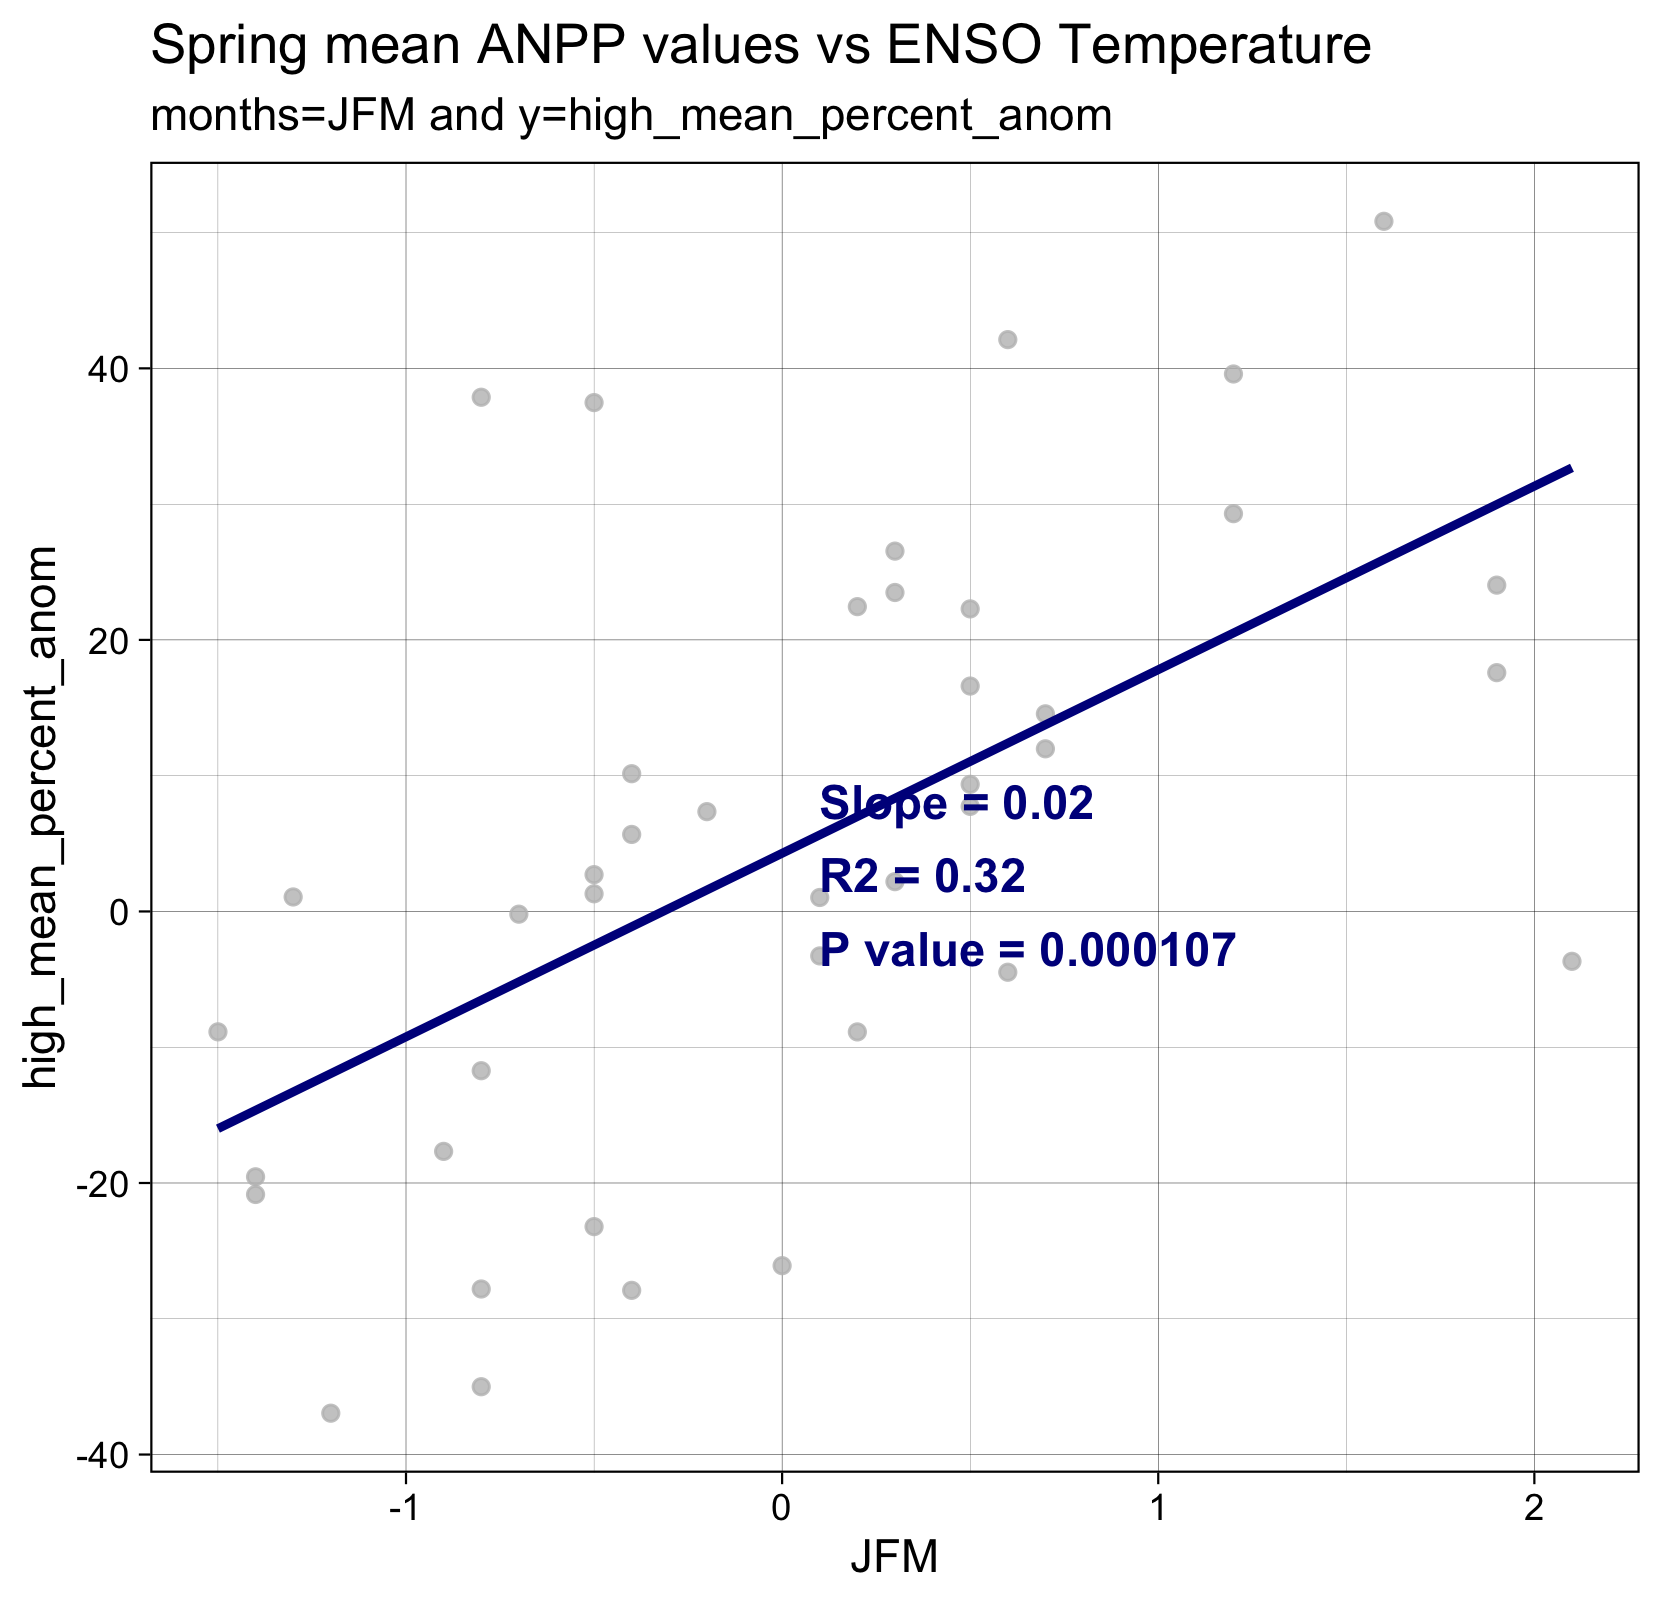 Spring mean ANPP values vs ENSO Temperature
months=JFM and y=high_mean_percent_anom
high_mean_percent_anom
40
20
0
-20
-40
Slope = 0.02
R2 = 0.32
P value = 0.000107
-1
0
1
2
JFM